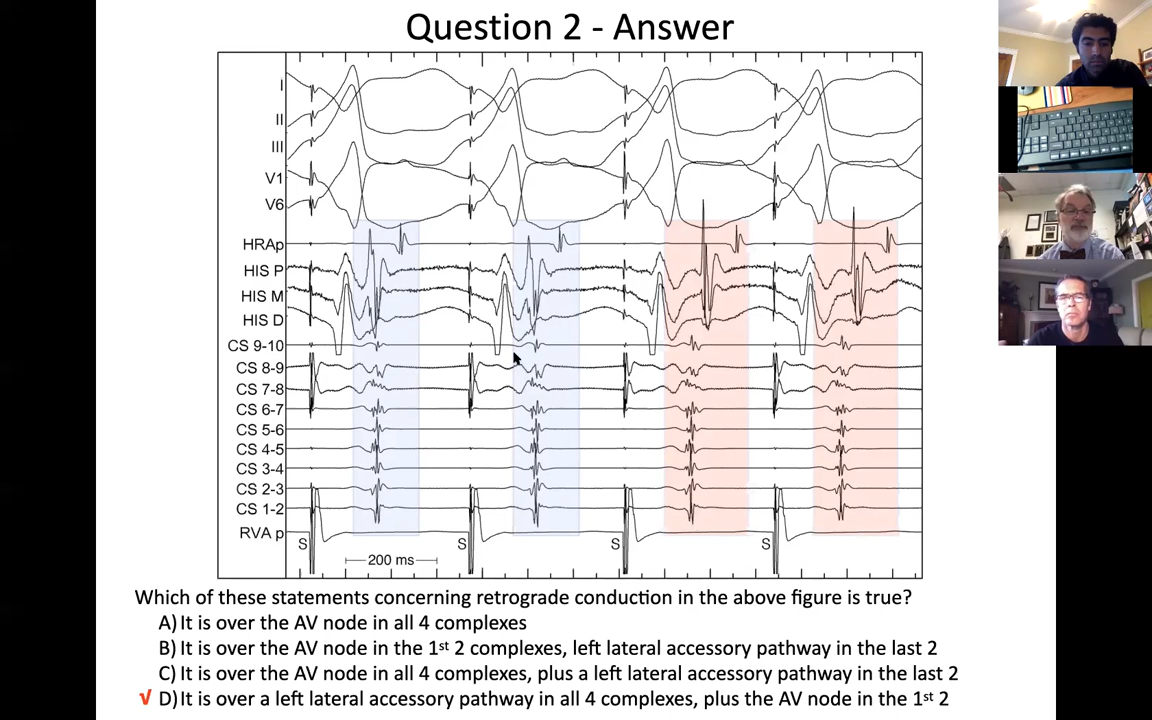 Question 2 - Answer
I
II
III
V1
V6
HRAp
HIS P
HIS M
HIS D
CS 9-10
CS 8-9
CS 7-8
CS 6-7
CS 5-6
CS 4-5
CS 3-4
CS 2-3
CS 1-2
RVA p
S S S S
200 ms
Which of these statements concerning retrograde conduction in the above figure is true?
A) It is over the AV node in all 4 complexes
B) It is over the AV node in the 1st 2 complexes, left lateral accessory pathway in the last 2
C) It is over the AV node in all 4 complexes, plus a left lateral accessory pathway in the last 2
√ D) It is over a left lateral accessory pathway in all 4 complexes, plus the AV node in the 1st 2